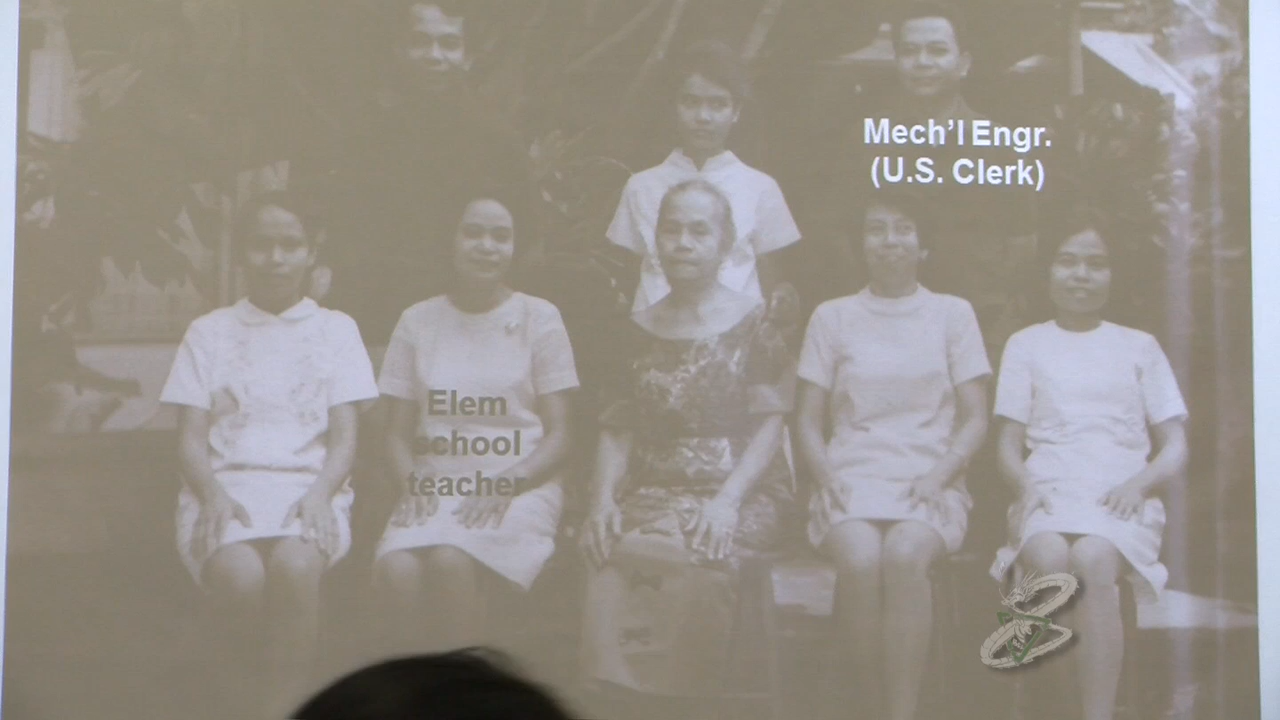 Mech'l Engr.
(U.S. Clerk)
Elem
school
teacher